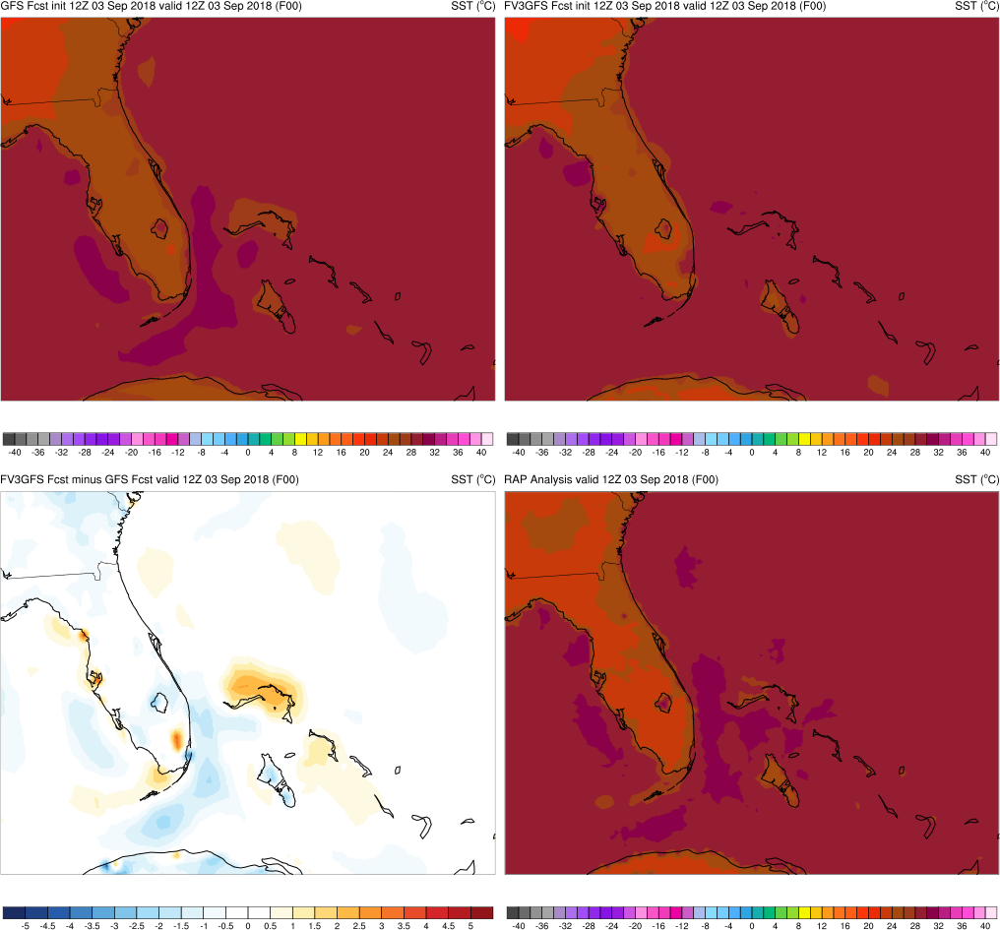 GFS Fcst init 12Z 03 Sep 2018 valid 12Z 03 Sep 2018 (F00) SST (°C)
FV3GFS Fcst init 12Z 03 Sep 2018 valid 12Z 03 Sep 2018 (F00) SST (°C)
-40 -36 -32 -28 -24 -20 -16 -12 -8 -4 0 4 8 12 16 20 24 28 32 36 40
-40 -36 -32 -28 -24 -20 -16 -12 -8 -4 0 4 8 12 16 20 24 28 32 36 40
FV3GFS Fcst minus GFS Fcst valid 12Z 03 Sep 2018 (F00) SST (°C)
RAP Analysis valid 12Z 03 Sep 2018 (F00) SST (°C)
-5 -4.5 -4 -3.5 -3 -2.5 -2 -1.5 -1 -0.5 0 0.5 1 1.5 2 2.5 3 3.5 4 4.5 5
-40 -36 -32 -28 -24 -20 -16 -12 -8 -4 0 4 8 12 16 20 24 28 32 36 40